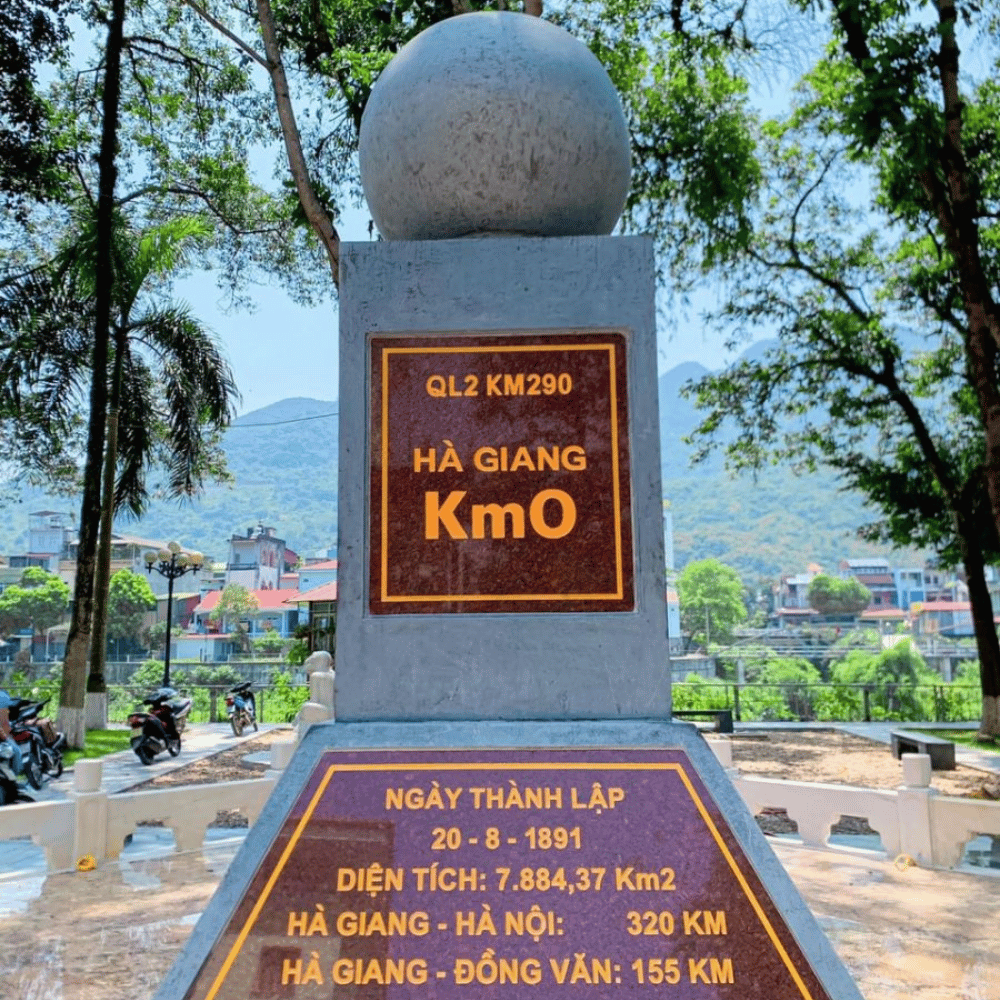 QL2 KM290
HÀ GIANG
Km0
NGÀY THÀNH LẬP
20 - 8 - 1891
DIỆN TÍCH: 7.884,37 Km2
HÀ GIANG - HÀ NỘI: 320 KM
HÀ GIANG - ĐỒNG VĂN: 155 KM